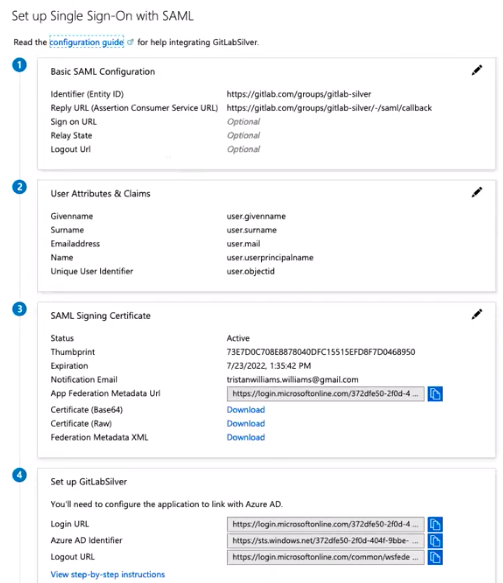 Set up Single Sign-On with SAML
Read the configuration guide for help integrating GitLabSilver.
1
Basic SAML Configuration
Identifier (Entity ID) https://gitlab.com/groups/gitlab-silver
Reply URL (Assertion Consumer Service URL) https://gitlab.com/groups/gitlab-silver/-/saml/callback
Sign on URL Optional
Relay State Optional
Logout Url Optional
2
User Attributes & Claims
Givenname user.givenname
Surname user.surname
Emailaddress user.mail
Name user.userprincipalname
Unique User Identifier user.objectid
3
SAML Signing Certificate
Status Active
Thumbprint 73E7D0C708E8878040DFC15515EFD8F7D0468950
Expiration 7/23/2022, 1:35:42 PM
Notification Email tristanwilliams.williams@gmail.com
App Federation Metadata Url https://login.microsoftonline.com/372dfe50-2f0d-4 ...
Certificate (Base64) Download
Certificate (Raw) Download
Federation Metadata XML Download
4
Set up GitLabSilver
You'll need to configure the application to link with Azure AD.
Login URL https://login.microsoftonline.com/372dfe50-2f0d-4 ...
Azure AD Identifier https://sts.windows.net/372dfe50-2f0d-404f-9bbe- ...
Logout URL https://login.microsoftonline.com/common/wsfede ...
View step-by-step instructions